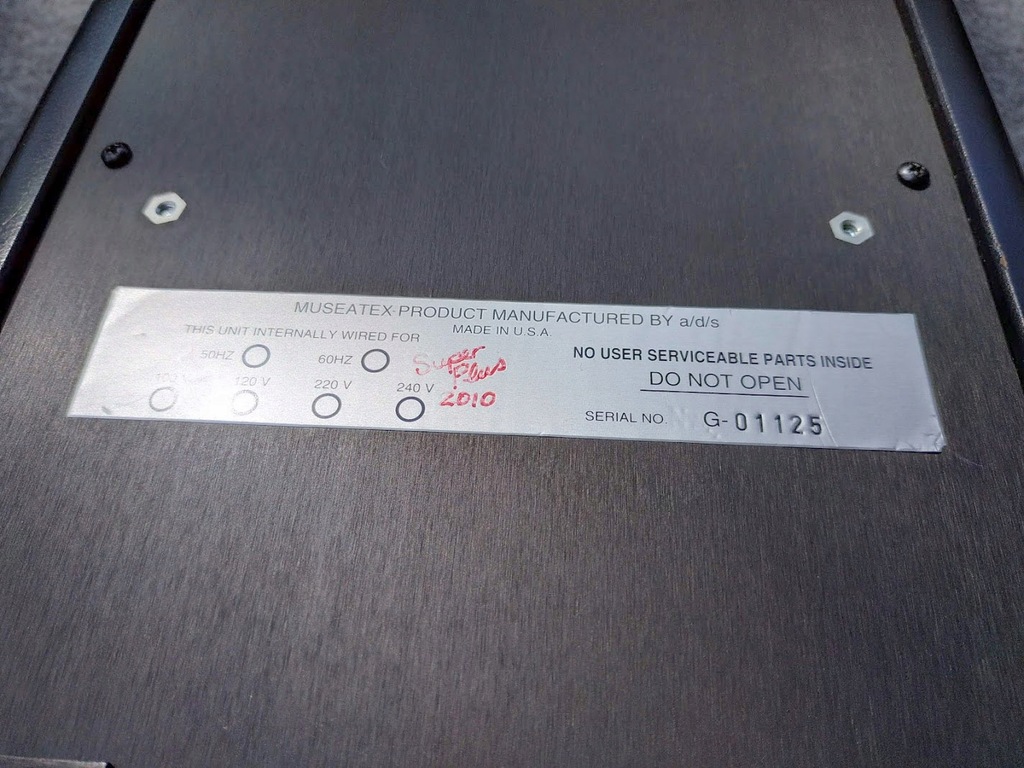 MUSEATEX PRODUCT MANUFACTURED BY a/d/s
MADE IN U.S.A.
THIS UNIT INTERNALLY WIRED FOR
50HZ 60HZ
120 V 220 V 240 V
Super
Plus
2010
NO USER SERVICEABLE PARTS INSIDE
DO NOT OPEN
SERIAL NO. G-01125